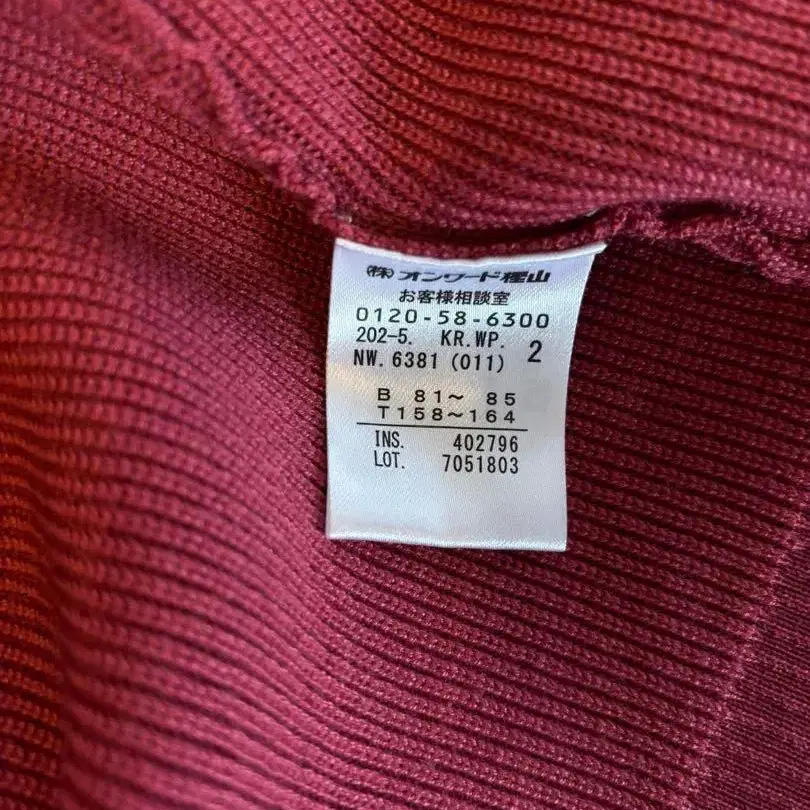 ㈱オンワード樫山
お客様相談室
0120-58-6300
202-5. KR.WP. 2
NW. 6381 (011)
B 81～ 85
T158～164
INS. 402796
LOT. 7051803